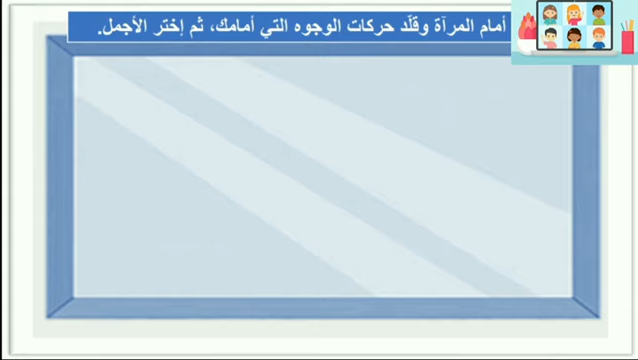 أمام المرآة وقلّد حركات الوجوه التي أمامك، ثم إختر الأجمل.